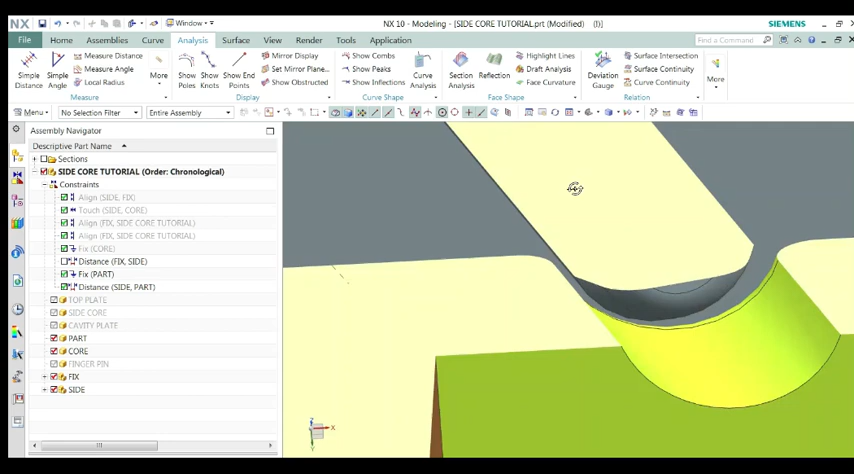 NX
Window
NX 10 - Modeling - [SIDE CORE TUTORIAL.prt (Modified) (!)]
SIEMENS
File Home Assemblies Curve Analysis Surface View Render Tools Application
Find a Command
Simple Distance
Simple Angle
Measure Distance
Measure Angle
Local Radius
More
Measure
Show Poles
Show Knots
Show End Points
Mirror Display
Set Mirror Plane...
Show Obstructed
Display
Show Combs
Show Peaks
Show Inflections
Curve Analysis
Curve Shape
Section Analysis
Reflection
Highlight Lines
Draft Analysis
Face Curvature
Face Shape
Deviation Gauge
Surface Intersection
Surface Continuity
Curve Continuity
Relation
More
Menu
No Selection Filter
Entire Assembly
Assembly Navigator
Descriptive Part Name
Sections
SIDE CORE TUTORIAL (Order: Chronological)
Constraints
Align (SIDE, FIX)
Touch (SIDE, CORE)
Align (FIX, SIDE CORE TUTORIAL)
Align (FIX, SIDE CORE TUTORIAL)
Fix (CORE)
Distance (FIX, SIDE)
Fix (PART)
Distance (SIDE, PART)
TOP PLATE
SIDE CORE
CAVITY PLATE
PART
CORE
FINGER PIN
FIX
SIDE
Z
X
Y